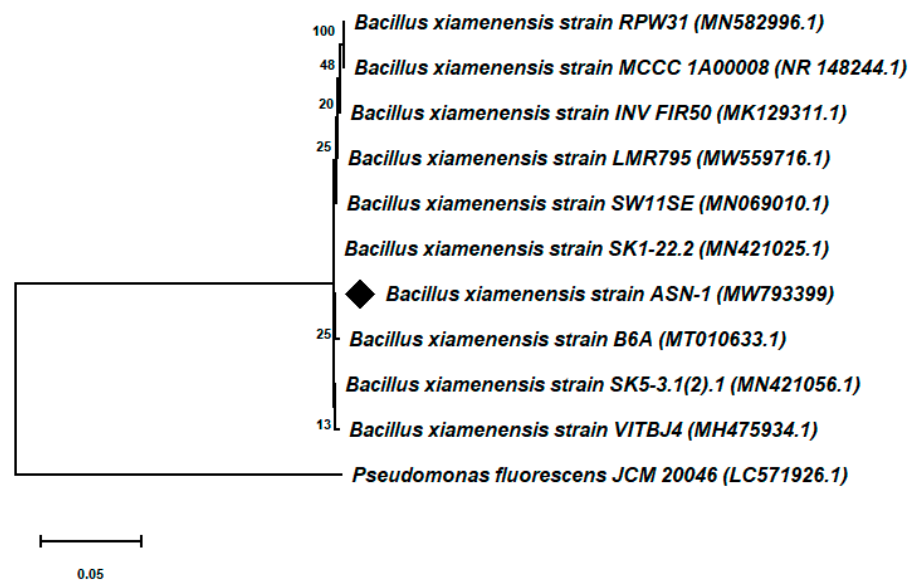 100
Bacillus xiamenensis strain RPW31 (MN582996.1)
48
Bacillus xiamenensis strain MCCC 1A00008 (NR 148244.1)
20
Bacillus xiamenensis strain INV FIR50 (MK129311.1)
25
Bacillus xiamenensis strain LMR795 (MW559716.1)
Bacillus xiamenensis strain SW11SE (MN069010.1)
Bacillus xiamenensis strain SK1-22.2 (MN421025.1)
Bacillus xiamenensis strain ASN-1 (MW793399)
25
Bacillus xiamenensis strain B6A (MT010633.1)
Bacillus xiamenensis strain SK5-3.1(2).1 (MN421056.1)
13
Bacillus xiamenensis strain VITBJ4 (MH475934.1)
Pseudomonas fluorescens JCM 20046 (LC571926.1)
0.05